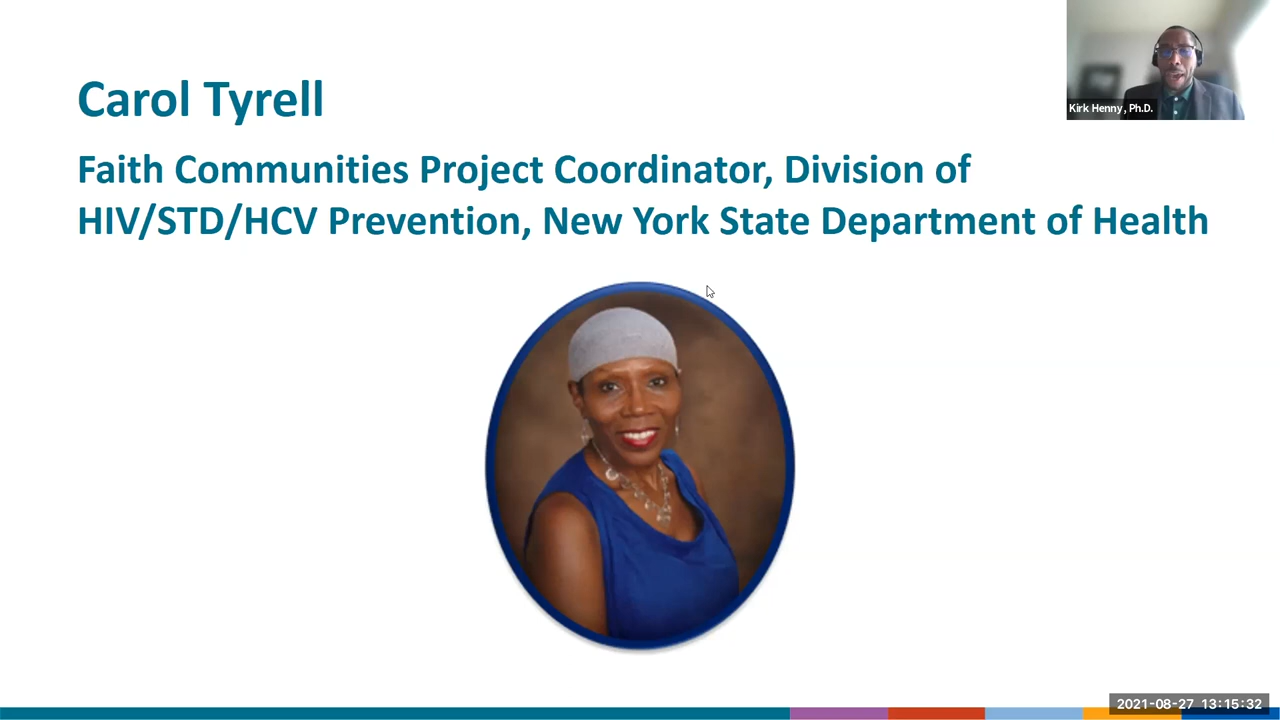 Carol Tyrell
Kirk Henny, Ph.D.
Faith Communities Project Coordinator, Division of
HIV/STD/HCV Prevention, New York State Department of Health
2021-08-27 13:15:32